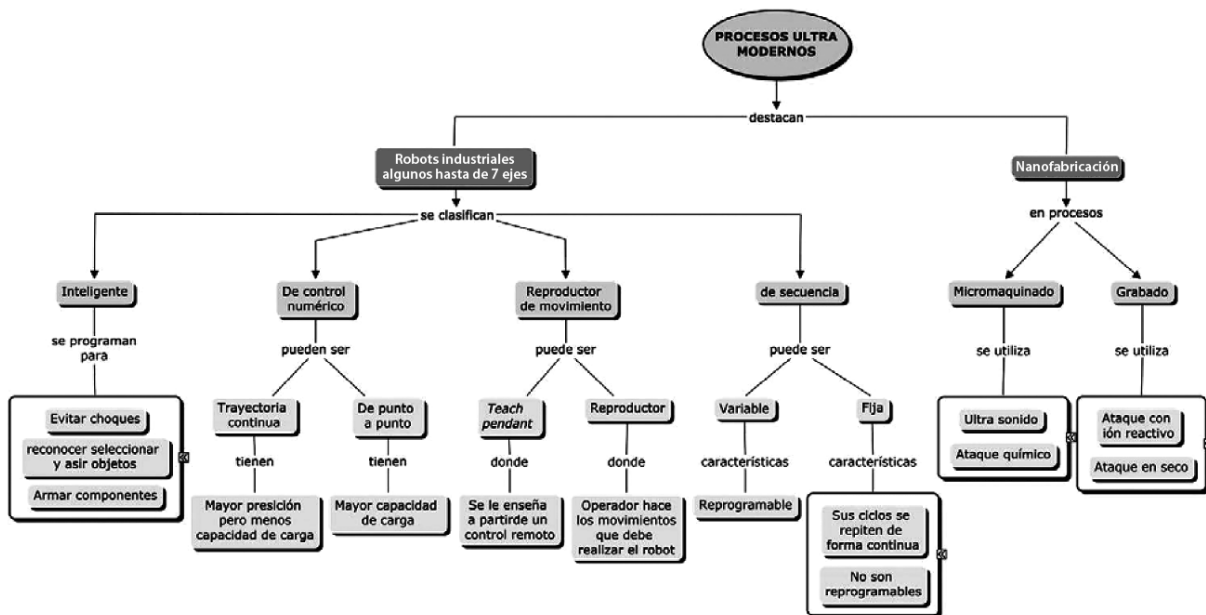 PROCESOS ULTRA
MODERNOS
destacan
Robots industriales
algunos hasta de 7 ejes
Nanofabricación
se clasifican
en procesos
Inteligente
De control
numérico
Reproductor
de movimiento
de secuencia
Micromaquinado
Grabado
se programan
para
pueden ser
puede ser
puede ser
se utiliza
se utiliza
Evitar choques
reconocer seleccionar
y asir objetos
Armar componentes
Trayectoria
continua
De punto
a punto
Teach
pendant
Reproductor
Variable
Fija
Ultra sonido
Ataque químico
Ataque con
ión reactivo
Ataque en seco
tienen
tienen
donde
donde
características
características
Mayor presición
pero menos
capacidad de carga
Mayor capacidad
de carga
Se le enseña
a partirde un
control remoto
Operador hace
los movimientos
que debe
realizar el robot
Reprogramable
Sus ciclos se
repiten de
forma continua
No son
reprogramables